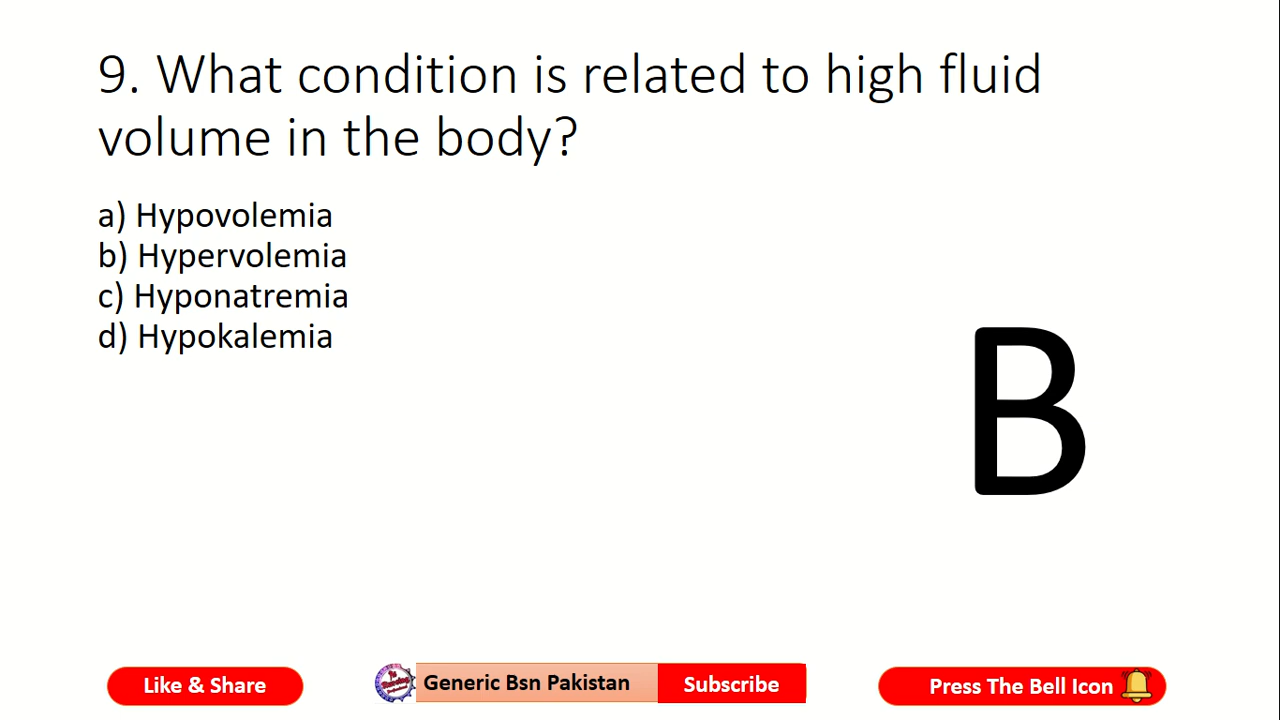 9. What condition is related to high fluid
volume in the body?
a) Hypovolemia
b) Hypervolemia
c) Hyponatremia
d) Hypokalemia
B
Like & Share
Generic Bsn Pakistan
Subscribe
Press The Bell Icon